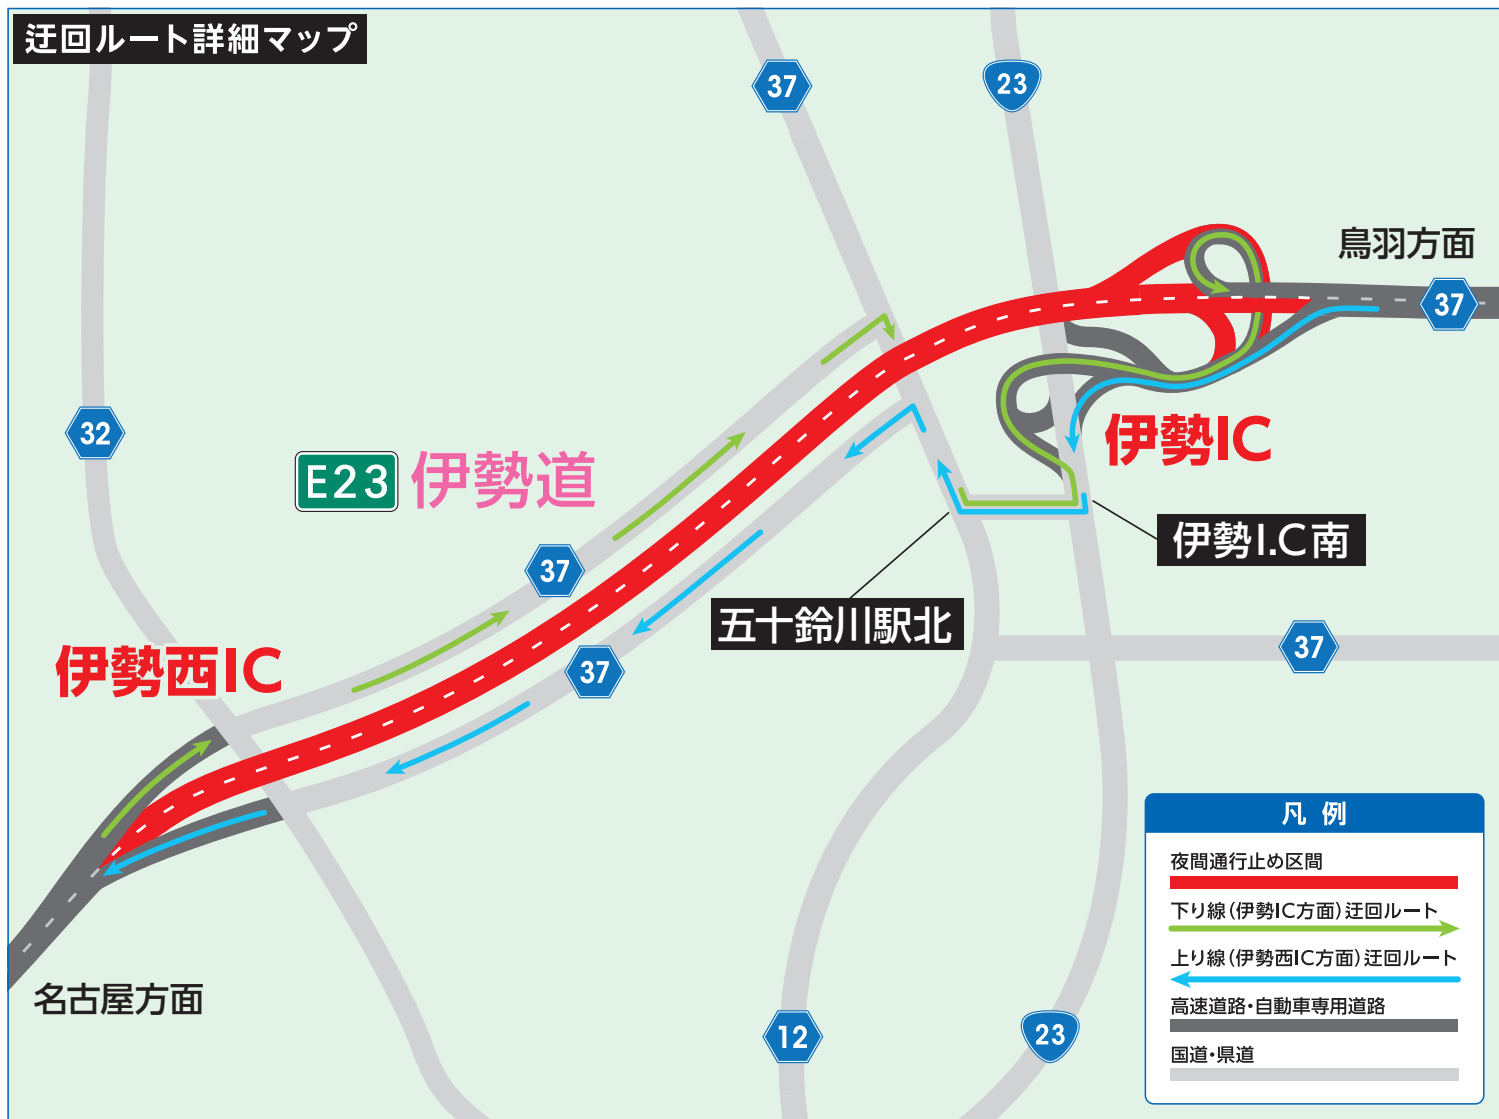 迂回ルート詳細マップ
37
23
鳥羽方面
37
32
伊勢IC
E23 伊勢道
伊勢I.C南
37
五十鈴川駅北
37
伊勢西IC
37
凡例
夜間通行止め区間
下り線(伊勢IC方面)迂回ルート
上り線(伊勢西IC方面)迂回ルート
高速道路・自動車専用道路
国道・県道
名古屋方面
12
23